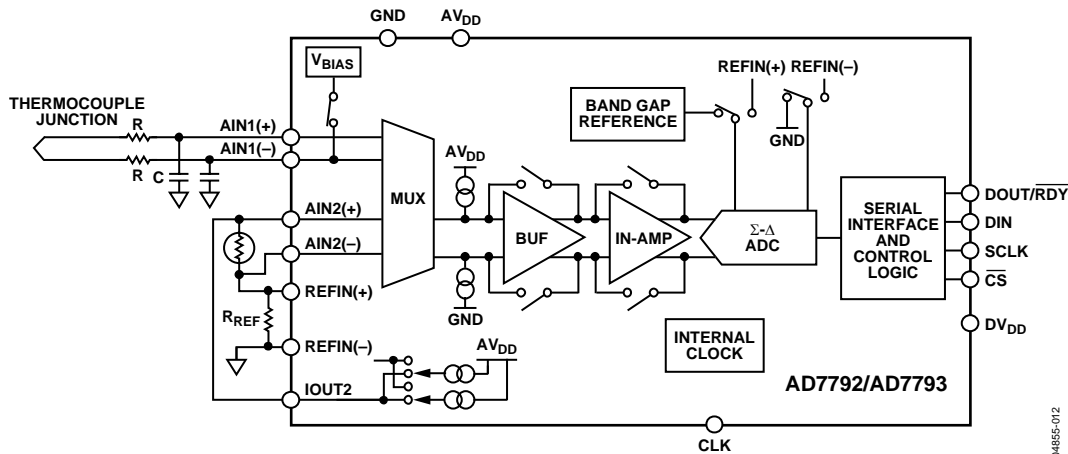 GND
AVDD
VBIAS
THERMOCOUPLE
JUNCTION
R
AIN1(+)
AIN1(–)
R
C
REFIN(+) REFIN(–)
BAND GAP
REFERENCE
GND
AVDD
MUX
BUF
IN-AMP
Σ-Δ
ADC
SERIAL
INTERFACE
AND
CONTROL
LOGIC
DOUT/RDY
DIN
SCLK
CS
DVDD
AIN2(+)
AIN2(–)
REFIN(+)
RREF
REFIN(–)
GND
INTERNAL
CLOCK
AVDD
IOUT2
AD7792/AD7793
CLK
04855-012